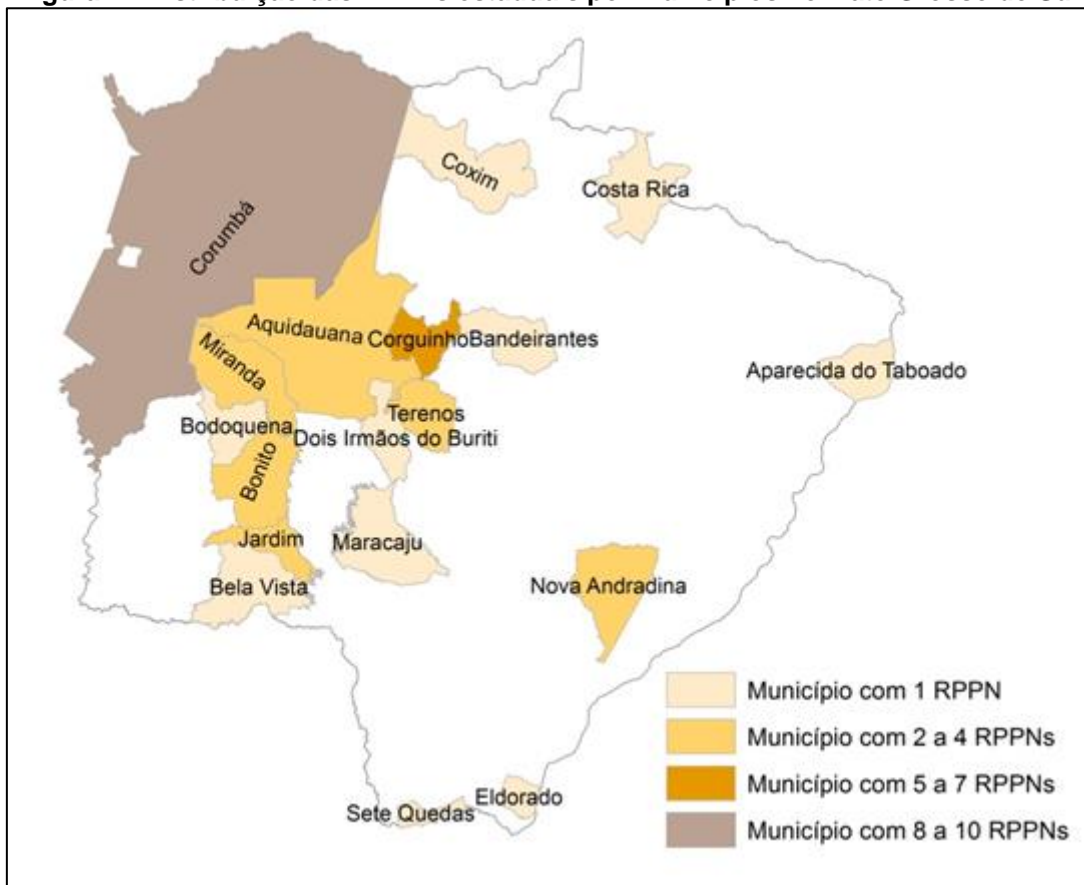 Coxim
Costa Rica
Corumbá
Aquidauana
Corguinho
Bandeirantes
Miranda
Aparecida do Taboado
Terenos
Bodoquena
Dois Irmãos do Buriti
Bonito
Jardim
Maracaju
Bela Vista
Nova Andradina
Sete Quedas
Eldorado
Município com 1 RPPN
Município com 2 a 4 RPPNs
Município com 5 a 7 RPPNs
Município com 8 a 10 RPPNs